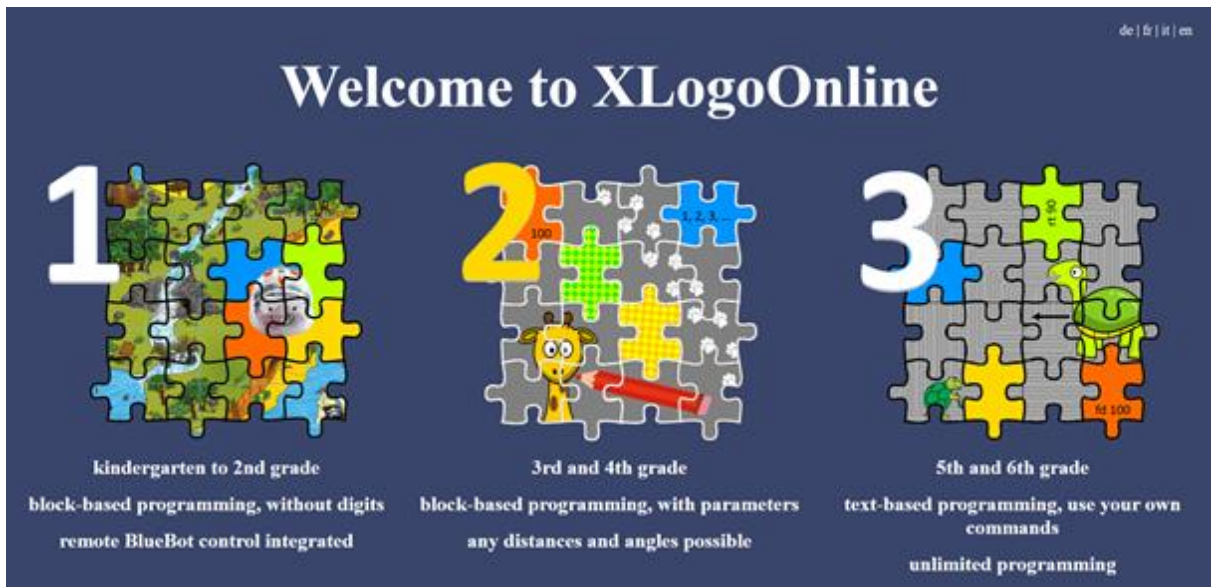 de | fr | it | en
Welcome to XLogoOnline
1
100
2
1, 2, 3, ...
3
rt 90
fd 100
kindergarten to 2nd grade
block-based programming, without digits
remote BlueBot control integrated
3rd and 4th grade
block-based programming, with parameters
any distances and angles possible
5th and 6th grade
text-based programming, use your own
commands
unlimited programming